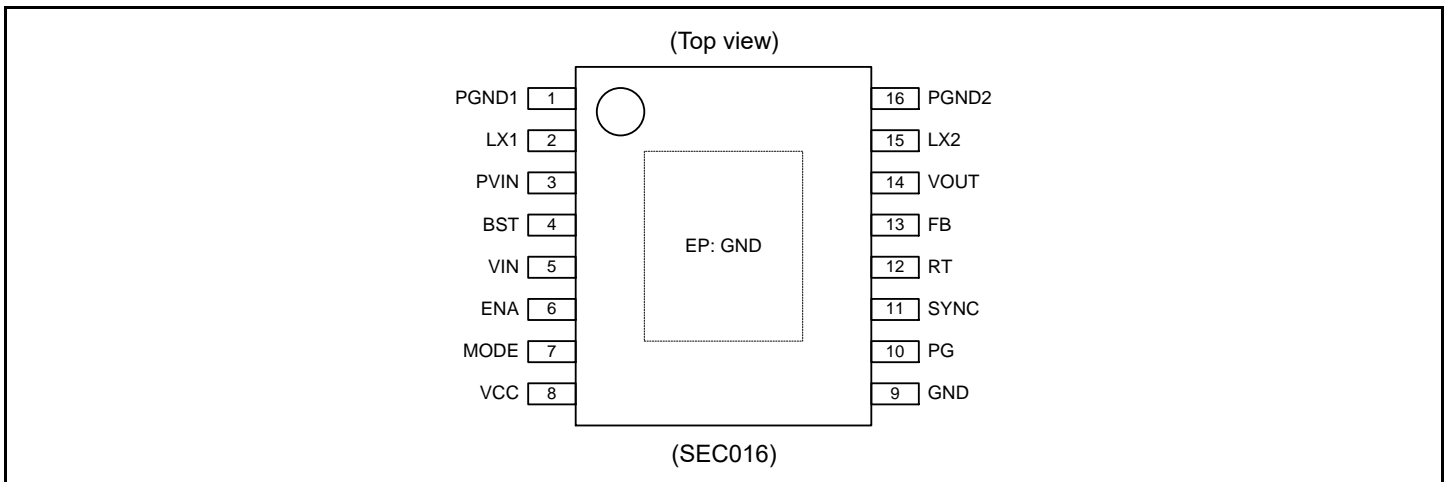 (Top view)
PGND1 1 16 PGND2
LX1 2 15 LX2
PVIN 3 14 VOUT
BST 4 13 FB
EP: GND
VIN 5 12 RT
ENA 6 11 SYNC
MODE 7 10 PG
VCC 8 9 GND
(SEC016)